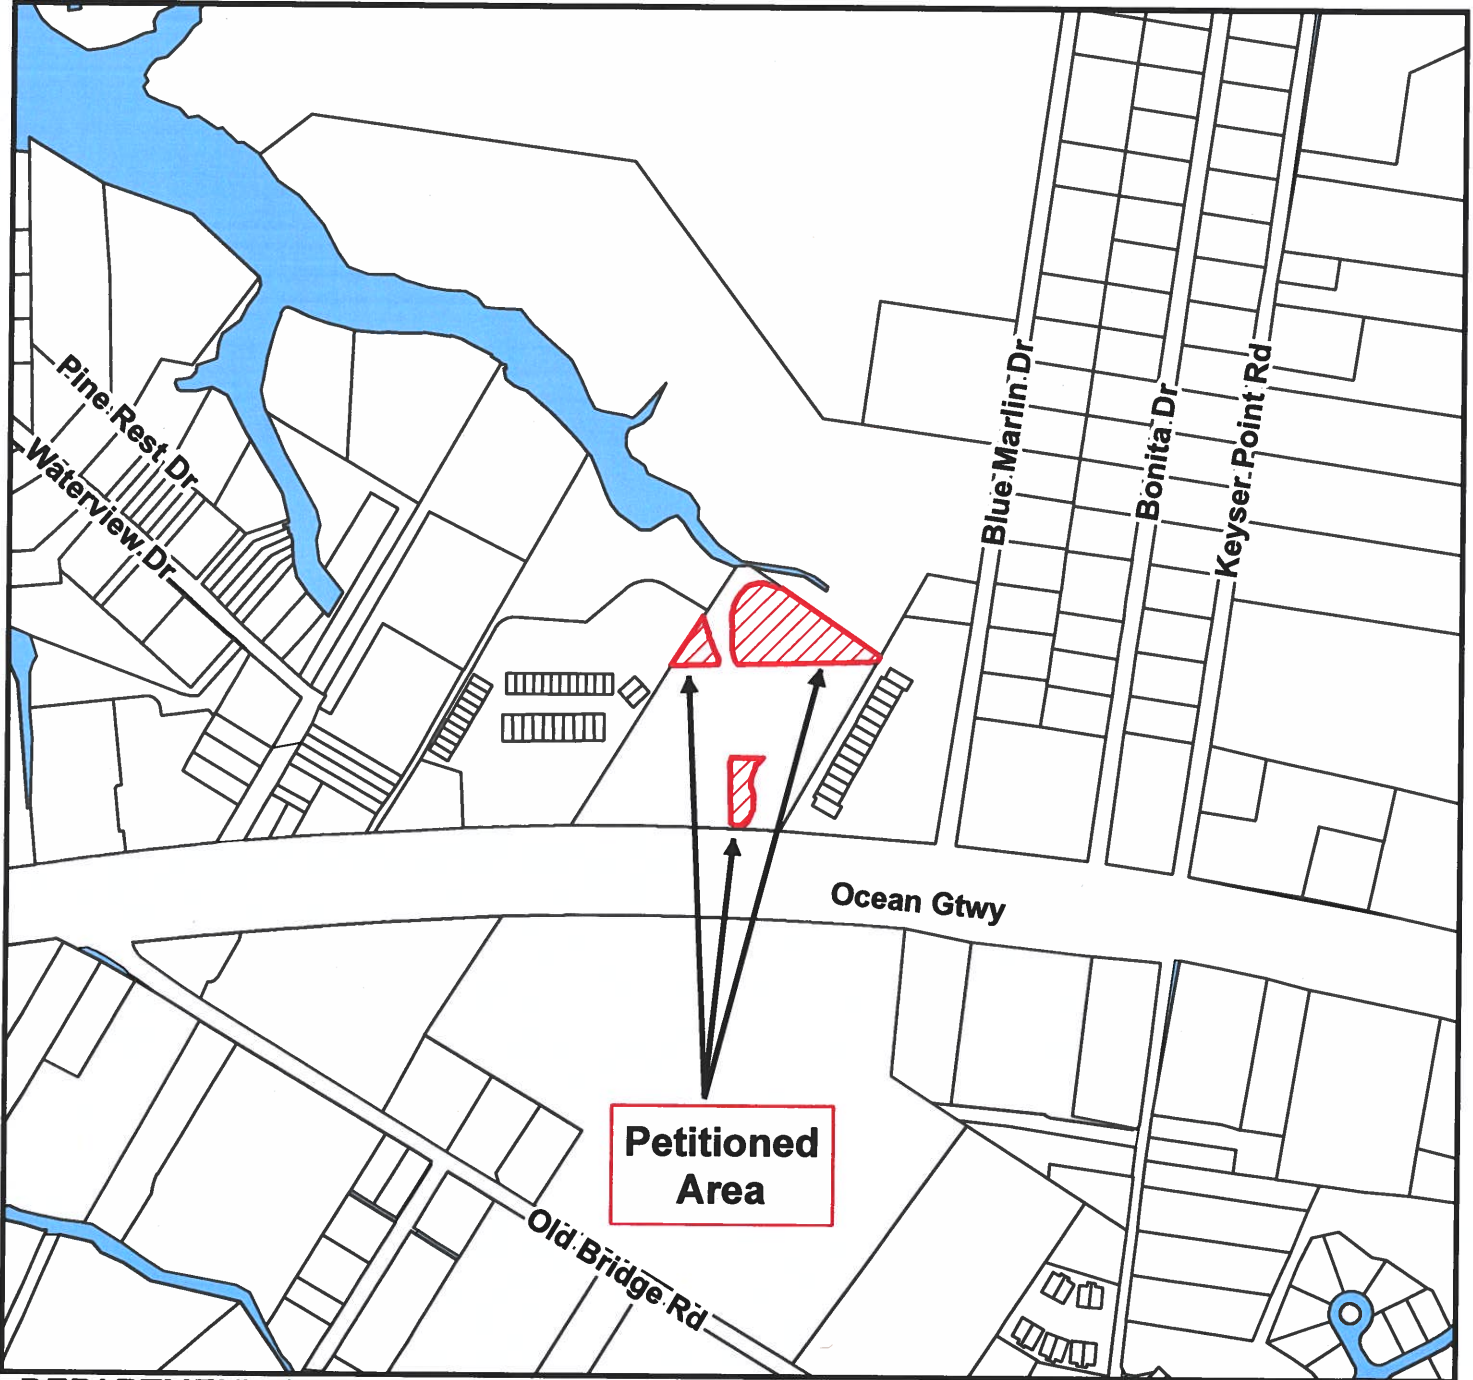 Pine Rest Dr
Waterview Dr
Blue Marlin Dr
Bonita Dr
Keyser Point Rd
Ocean Gtwy
Petitioned
Area
Old Bridge Rd